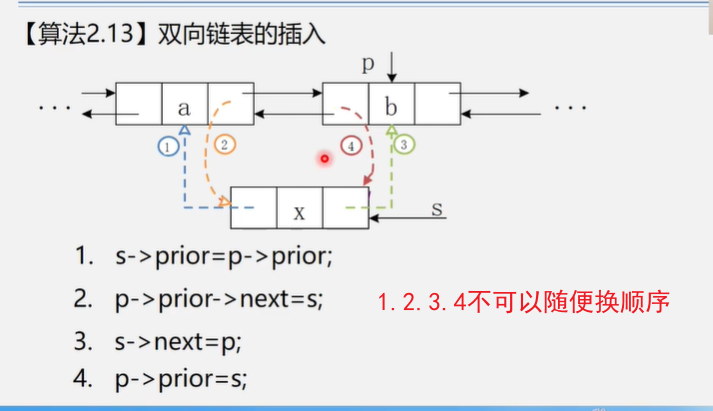 【算法2.13】双向链表的插入
p
... a b ...
① ② ④ ③
x s
1. s->prior=p->prior;
2. p->prior->next=s;
1.2.3.4不可以随便换顺序
3. s->next=p;
4. p->prior=s;